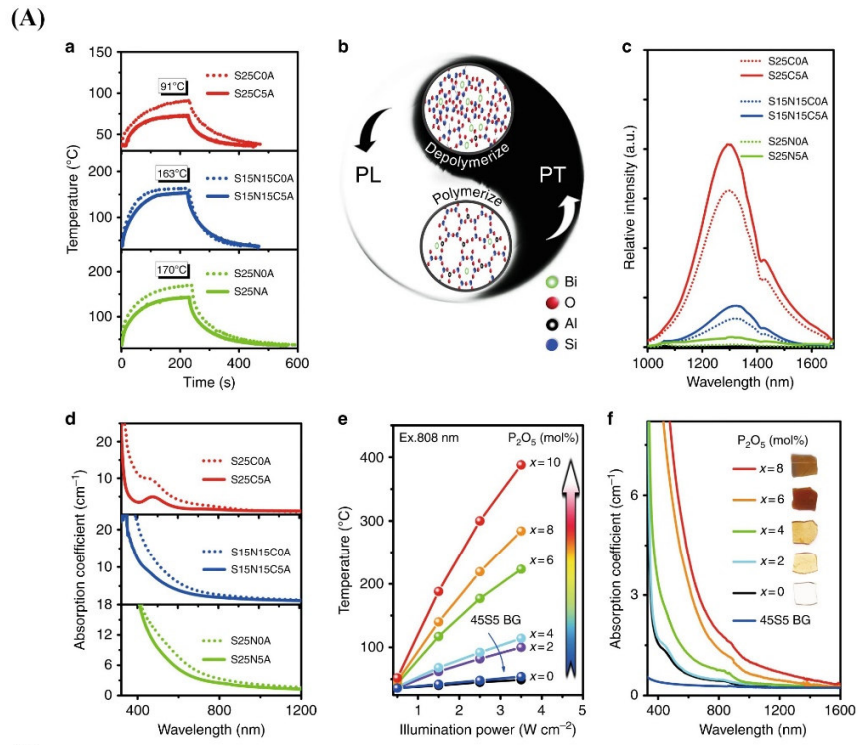 (A)
a
150
100
50
91°C
S25C0A
S25C5A
150
100
163°C
S15N15C0A
S15N15C5A
200
150
100
170°C
S25N0A
S25NA
Temperature (°C)
0
200
400
600
Time (s)
b
PL
PT
Depolymerize
Polymerize
Bi
O
Al
Si
c
S25C0A
S25C5A
S15N15C0A
S15N15C5A
S25N0A
S25N5A
Relative intensity (a.u.)
1000
1200
1400
1600
Wavelength (nm)
d
20
10
S25C0A
S25C5A
20
10
S15N15C0A
S15N15C5A
18
12
6
0
S25N0A
S25N5A
Absorption coefficient (cm⁻¹)
400
600
800
1000
1200
Wavelength (nm)
e
Ex.808 nm
P₂O₅ (mol%)
x=10
x=8
x=6
x=4
x=2
x=0
45S5 BG
400
300
200
100
Temperature (°C)
1
2
3
4
5
Illumination power (W cm⁻²)
f
P₂O₅ (mol%)
x=8
x=6
x=4
x=2
x=0
45S5 BG
6
3
0
Absorption coefficient (cm⁻¹)
400
800
1200
1600
Wavelength (nm)